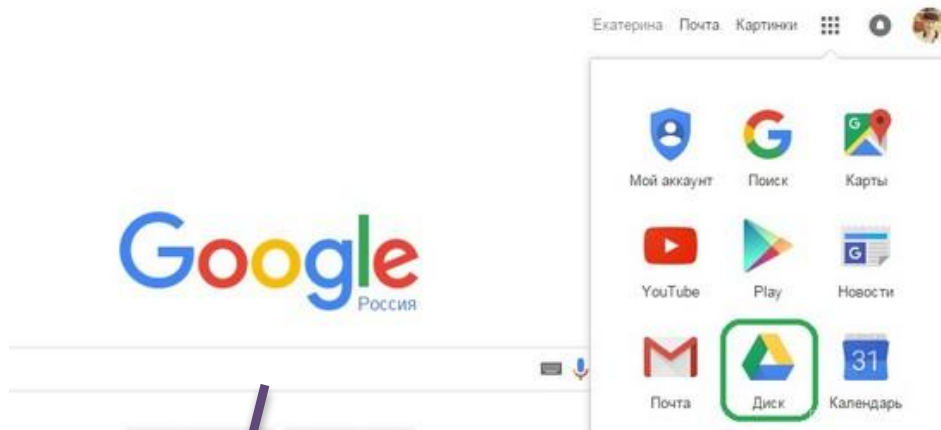 Екатерина Почта Картинки
Мой аккаунт Поиск Карты
Google
Россия
YouTube Play Новости
G
31
Почта Диск Календарь